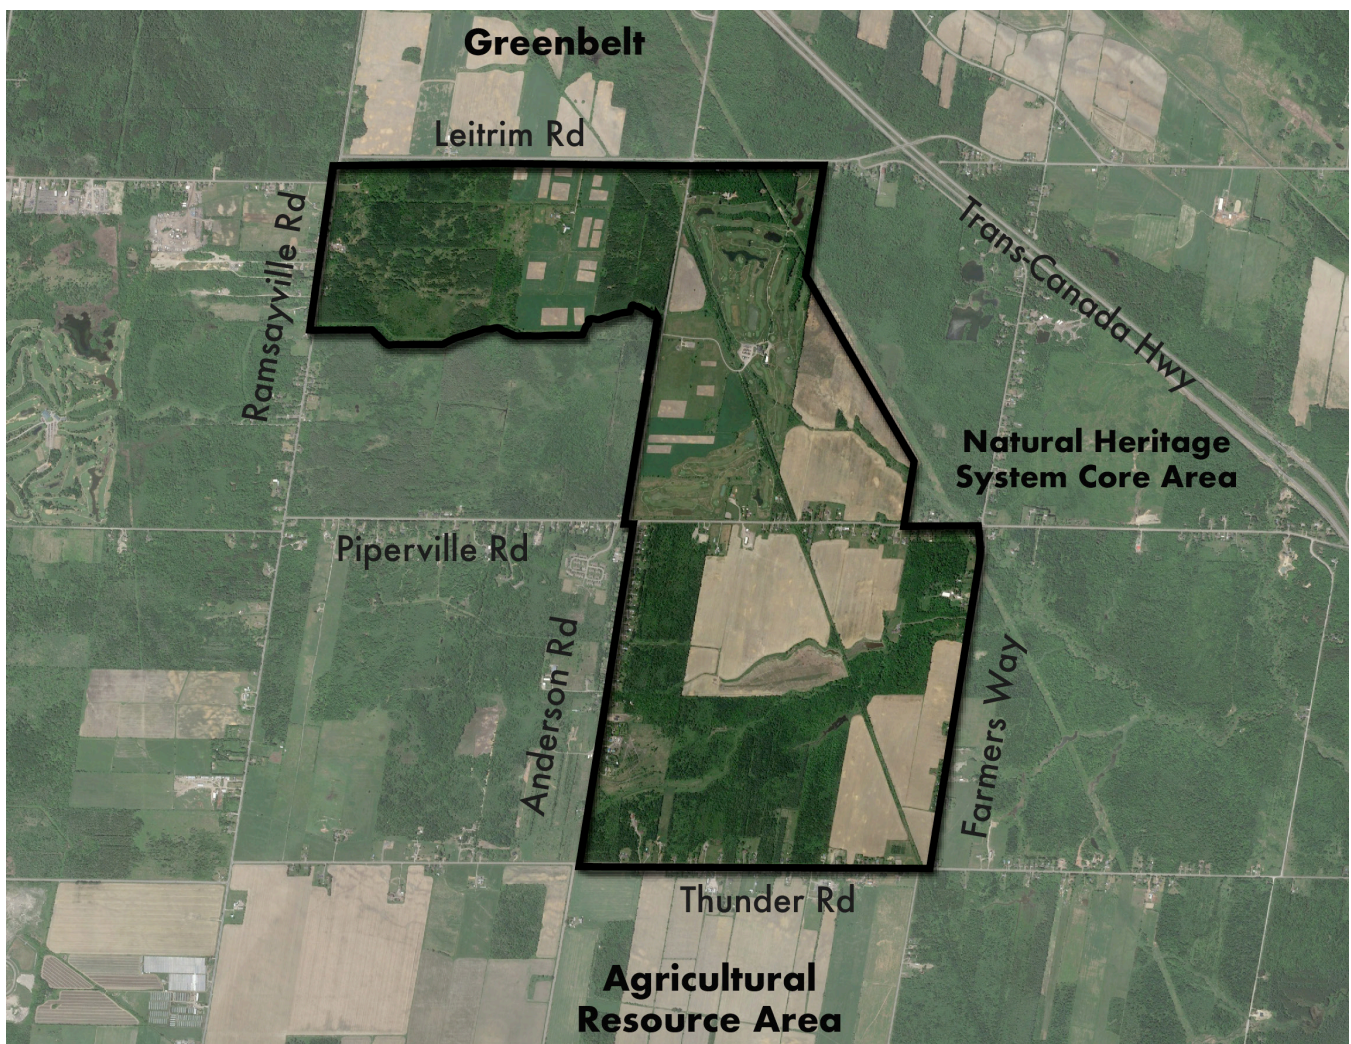 Greenbelt
Leitrim Rd
Ramsayville Rd
Trans-Canada Hwy
Natural Heritage
System Core Area
Piperville Rd
Anderson Rd
Farmers Way
Thunder Rd
Agricultural
Resource Area